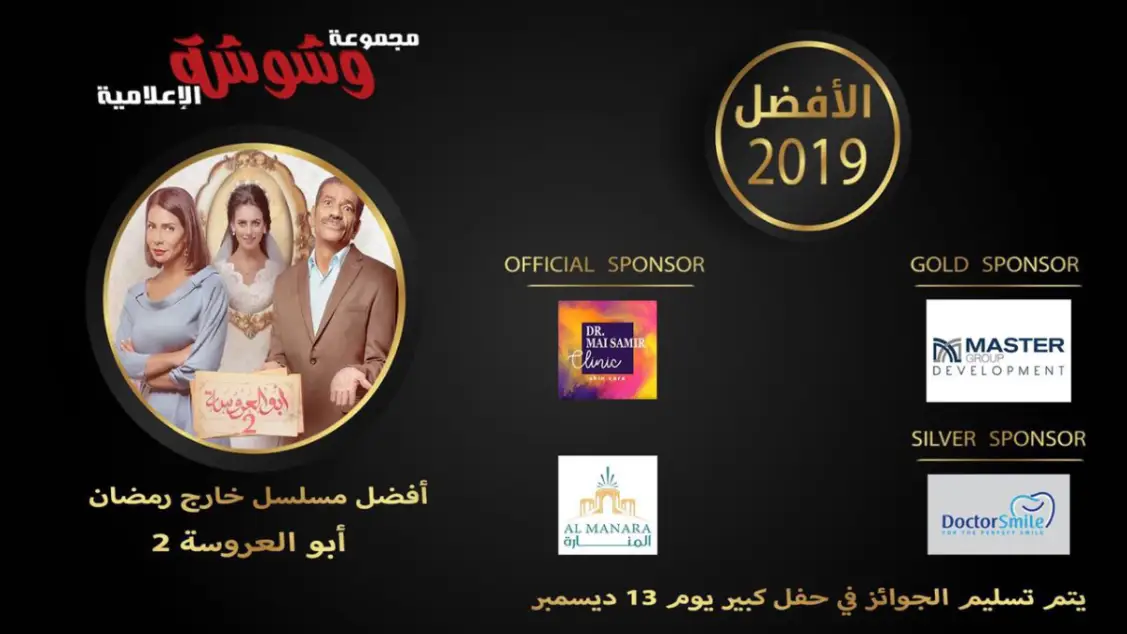 مجموعة
وشوشة
الإعلامية
الأفضل
2019
أبو العروسة
2
أفضل مسلسل خارج رمضان
أبو العروسة 2
OFFICIAL SPONSOR
DR.
MAI SAMIR
Clinic
skin care
AL MANARA
المنارة
GOLD SPONSOR
MASTER
GROUP
DEVELOPMENT
SILVER SPONSOR
DoctorSmile
FOR THE PERFECT SMILE
يتم تسليم الجوائز في حفل كبير يوم 13 ديسمبر